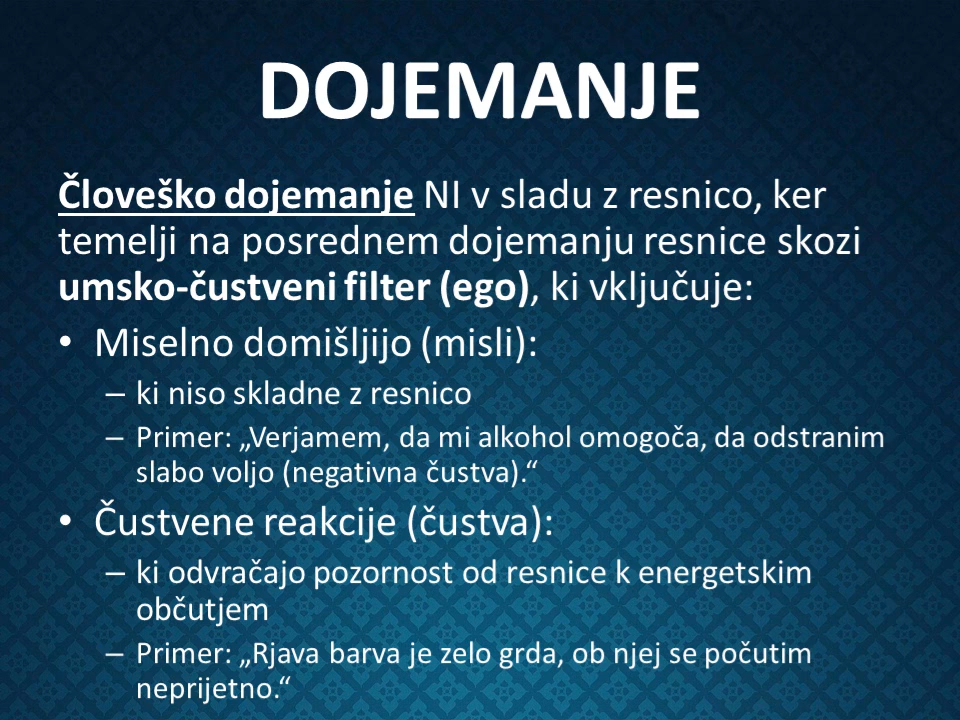 DOJEMANJE
Človeško dojemanje NI v sladu z resnico, ker
temelji na posrednem dojemanju resnice skozi
umsko-čustveni filter (ego), ki vključuje:
• Miselno domišljijo (misli):
– ki niso skladne z resnico
– Primer: „Verjamem, da mi alkohol omogoča, da odstranim
slabo voljo (negativna čustva).“
• Čustvene reakcije (čustva):
– ki odvračajo pozornost od resnice k energetskim
občutjem
– Primer: „Rjava barva je zelo grda, ob njej se počutim
neprijetno.“